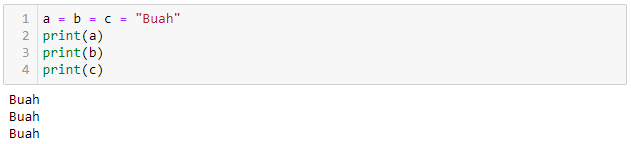 1 a = b = c = "Buah"
2 print(a)
3 print(b)
4 print(c)
Buah
Buah
Buah